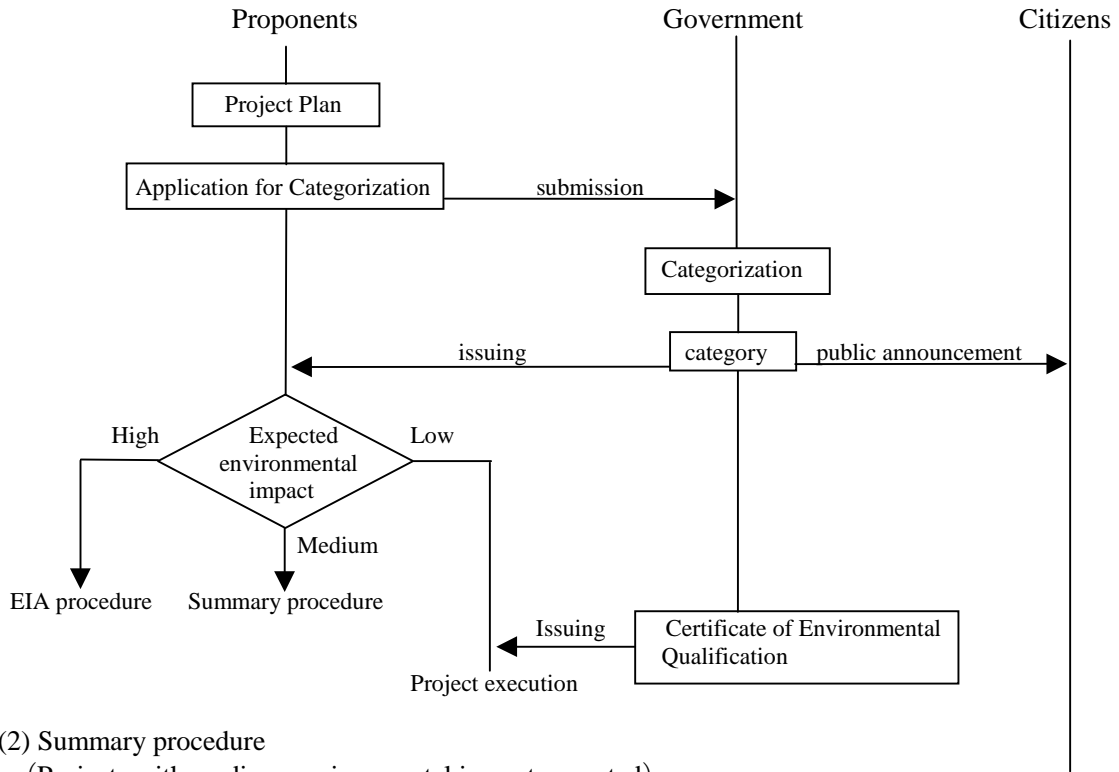 Proponents Government Citizens
Project Plan
Application for Categorization
submission
Categorization
issuing category public announcement
High Expected Low
environmental
impact
Medium
EIA procedure Summary procedure
Issuing Certificate of Environmental
Qualification
Project execution
(2) Summary procedure